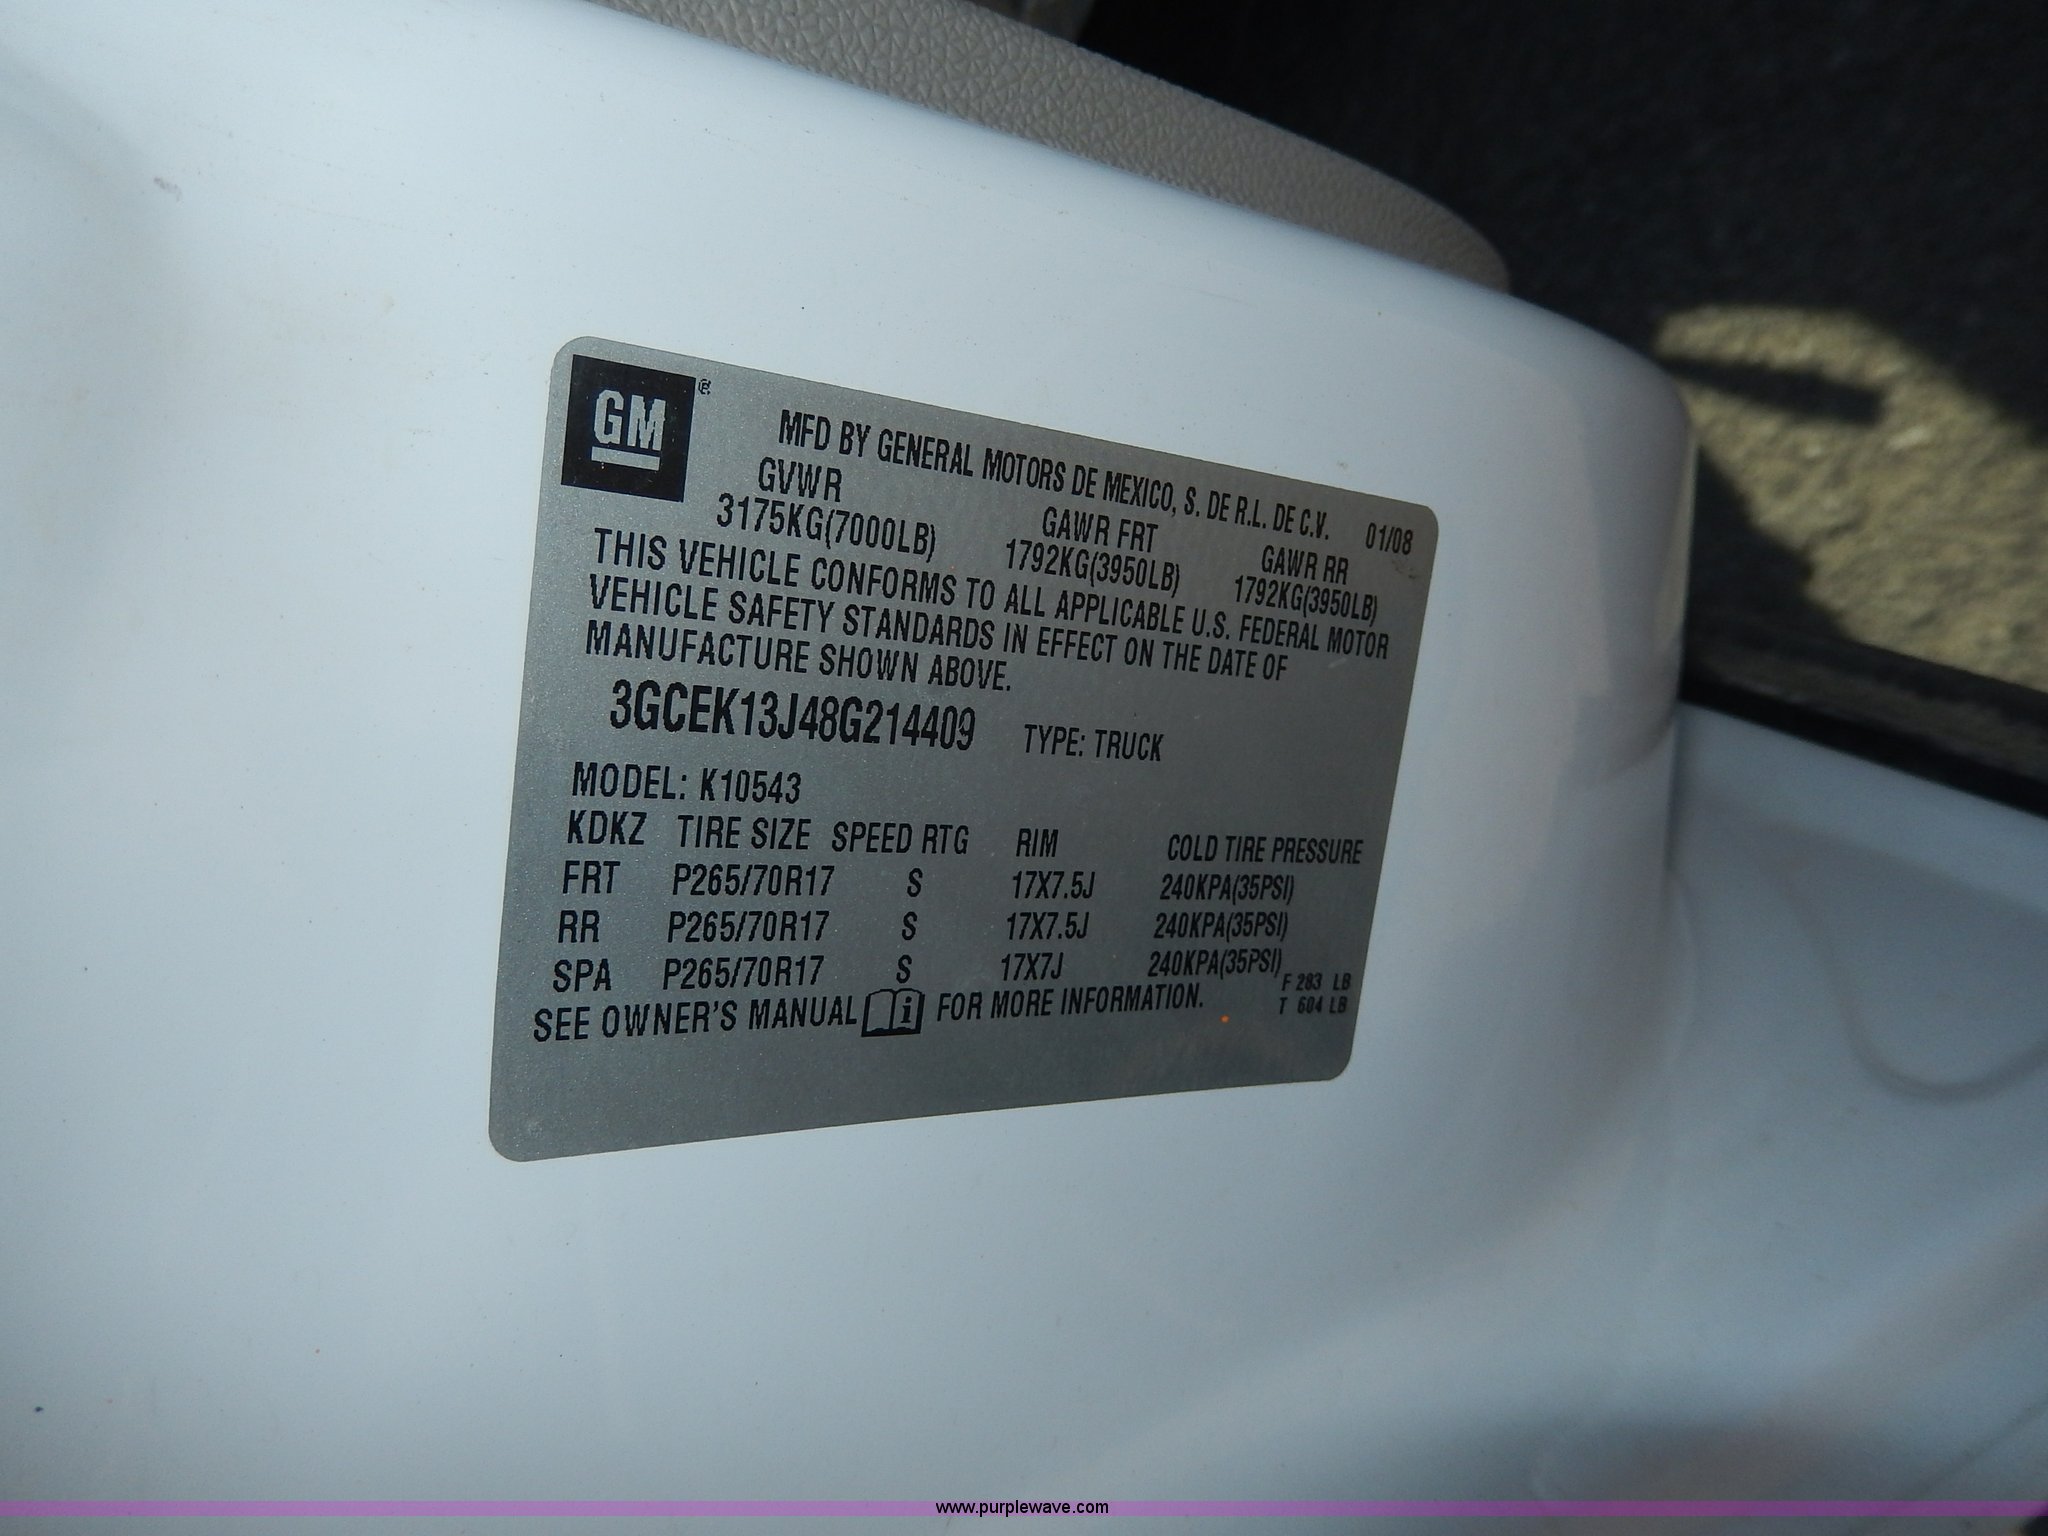 GM ®
MFD BY GENERAL MOTORS DE MEXICO, S. DE R.L. DE C.V. 01/08
GVWR GAWR FRT GAWR RR
3175KG(7000LB) 1792KG(3950LB) 1792KG(3950LB)
THIS VEHICLE CONFORMS TO ALL APPLICABLE U.S. FEDERAL MOTOR
VEHICLE SAFETY STANDARDS IN EFFECT ON THE DATE OF
MANUFACTURE SHOWN ABOVE.
3GCEK13J48G214409 TYPE: TRUCK
MODEL: K10543
KDKZ TIRE SIZE SPEED RTG RIM COLD TIRE PRESSURE
FRT P265/70R17 S 17X7.5J 240KPA(35PSI)
RR P265/70R17 S 17X7.5J 240KPA(35PSI)
SPA P265/70R17 S 17X7J 240KPA(35PSI)
F 283 LB
T 604 LB
SEE OWNER'S MANUAL i FOR MORE INFORMATION.
www.purplewave.com